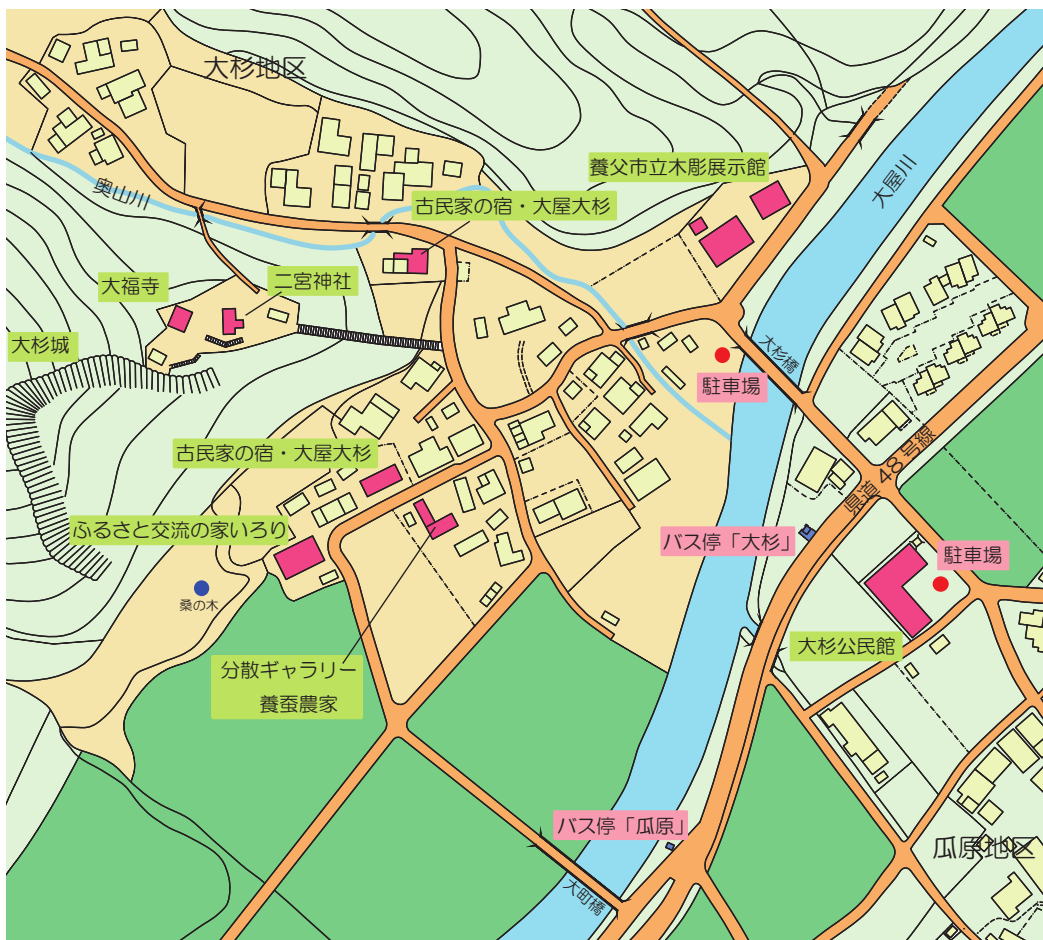 大杉地区
養父市立木彫展示館
大屋川
奥山川
古民家の宿・大屋大杉
大福寺
二宮神社
大杉城
大杉橋
駐車場
古民家の宿・大屋大杉
県道48号線
ふるさと交流の家いろり
バス停「大杉」
駐車場
桑の木
大杉公民館
分散ギャラリー
養蚕農家
バス停「瓜原」
瓜原地区
大町橋